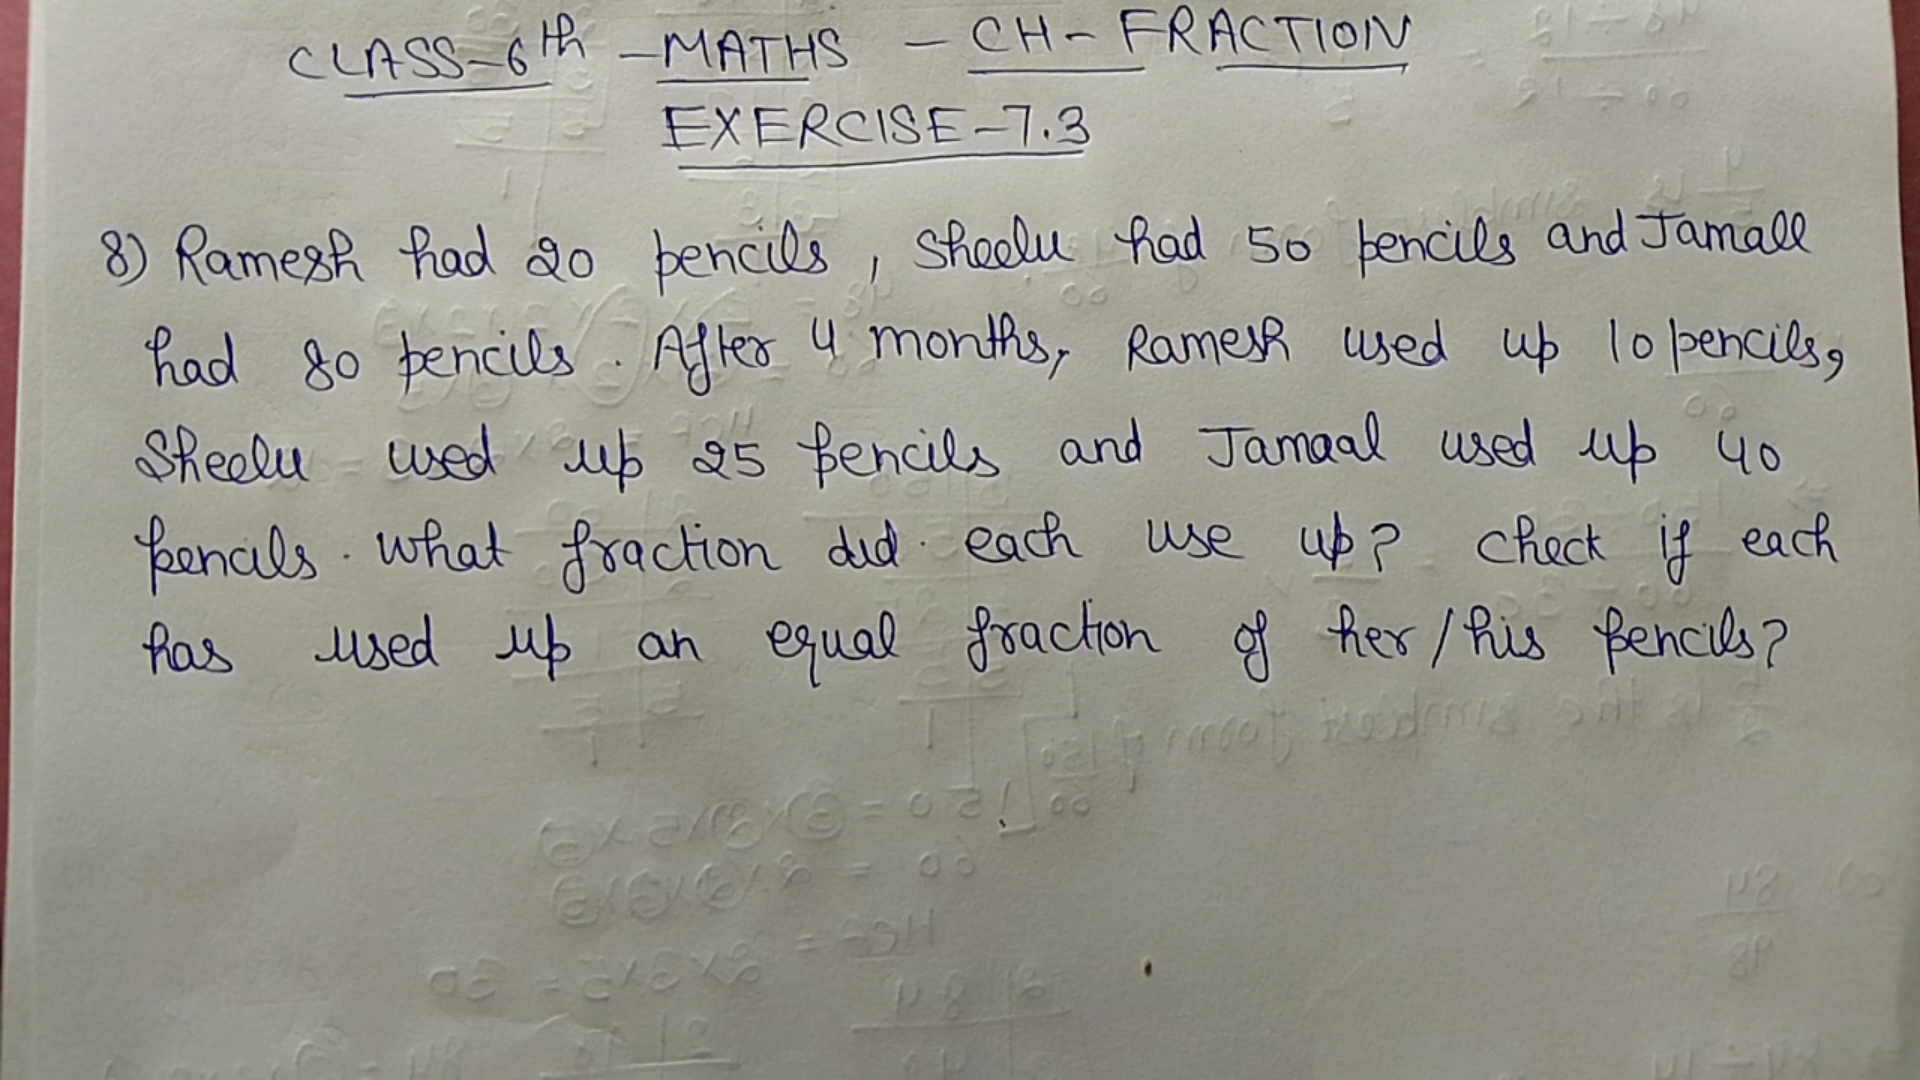 CLASS-6th - MATHS - CH - FRACTION
EXERCISE-7.3
8) Ramesh had 20 pencils, Sheelu had 50 pencils and Jamall
had 80 pencils. After 4 months, Ramesh used up 10 pencils,
Sheelu used up 25 pencils and Jamaal used up 40
pencils. What fraction did each use up? Check if each
has used up an equal fraction of her/his pencils?